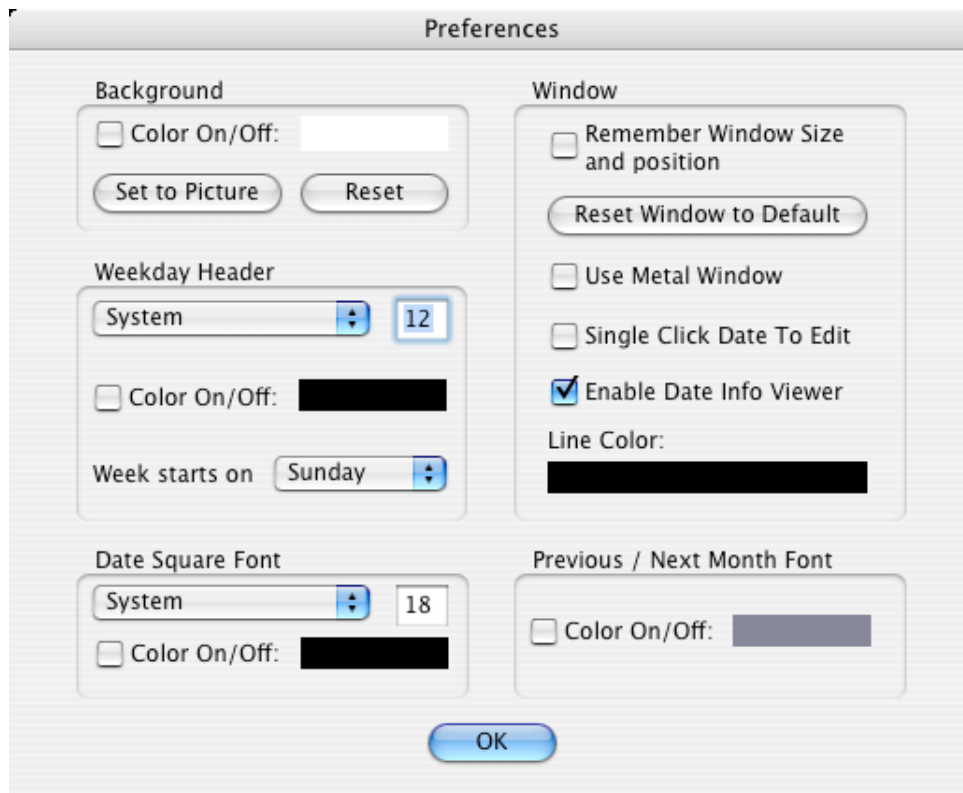 Preferences
Background
Color On/Off:
Set to Picture Reset
Weekday Header
System 12
Color On/Off:
Week starts on Sunday
Date Square Font
System 18
Color On/Off:
Window
Remember Window Size
and position
Reset Window to Default
Use Metal Window
Single Click Date To Edit
Enable Date Info Viewer
Line Color:
Previous / Next Month Font
Color On/Off:
OK